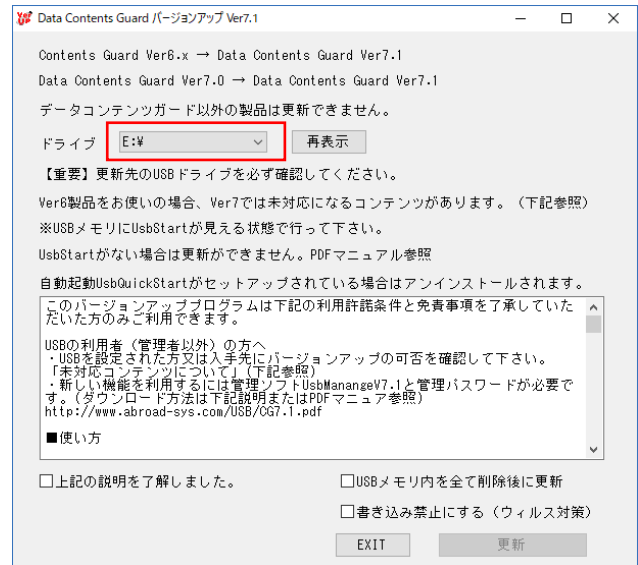 Data Contents Guard バージョンアップ Ver7.1
Contents Guard Ver6.x → Data Contents Guard Ver7.1
Data Contents Guard Ver7.0 → Data Contents Guard Ver7.1
データコンテンツガード以外の製品は更新できません。
ドライブ E:¥ 再表示
【重要】更新先のUSBドライブを必ず確認してください。
Ver6製品をお使いの場合、Ver7では未対応になるコンテンツがあります。（下記参照）
※USBメモリにUsbStartが見える状態で行って下さい。
UsbStartがない場合は更新ができません。PDFマニュアル参照
自動起動UsbQuickStartがセットアップされている場合はアンインストールされます。
このバージョンアッププログラムは下記の利用許諾条件と免責事項を了承していた
だいた方のみご利用できます。
USBの利用者（管理者以外）の方へ
・USBを設定された方又は入手先にバージョンアップの可否を確認して下さい。
「未対応コンテンツについて」（下記参照）
・新しい機能を利用するには管理ソフトUsbManangeV7.1と管理パスワードが必要で
す。（ダウンロード方法は下記説明またはPDFマニュア参照）
http://www.abroad-sys.com/USB/CG7.1.pdf
■使い方
□上記の説明を了解しました。 □USBメモリ内を全て削除後に更新
□書き込み禁止にする（ウィルス対策）
EXIT 更新